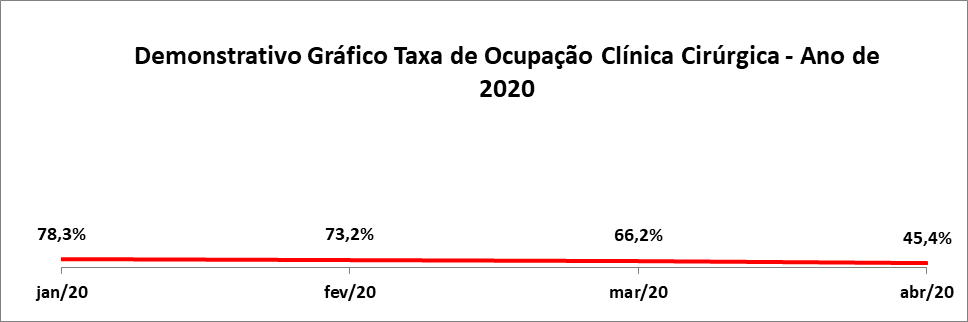 Demonstrativo Gráfico Taxa de Ocupação Clínica Cirúrgica - Ano de
2020
78,3%
73,2%
66,2%
45,4%
jan/20
fev/20
mar/20
abr/20